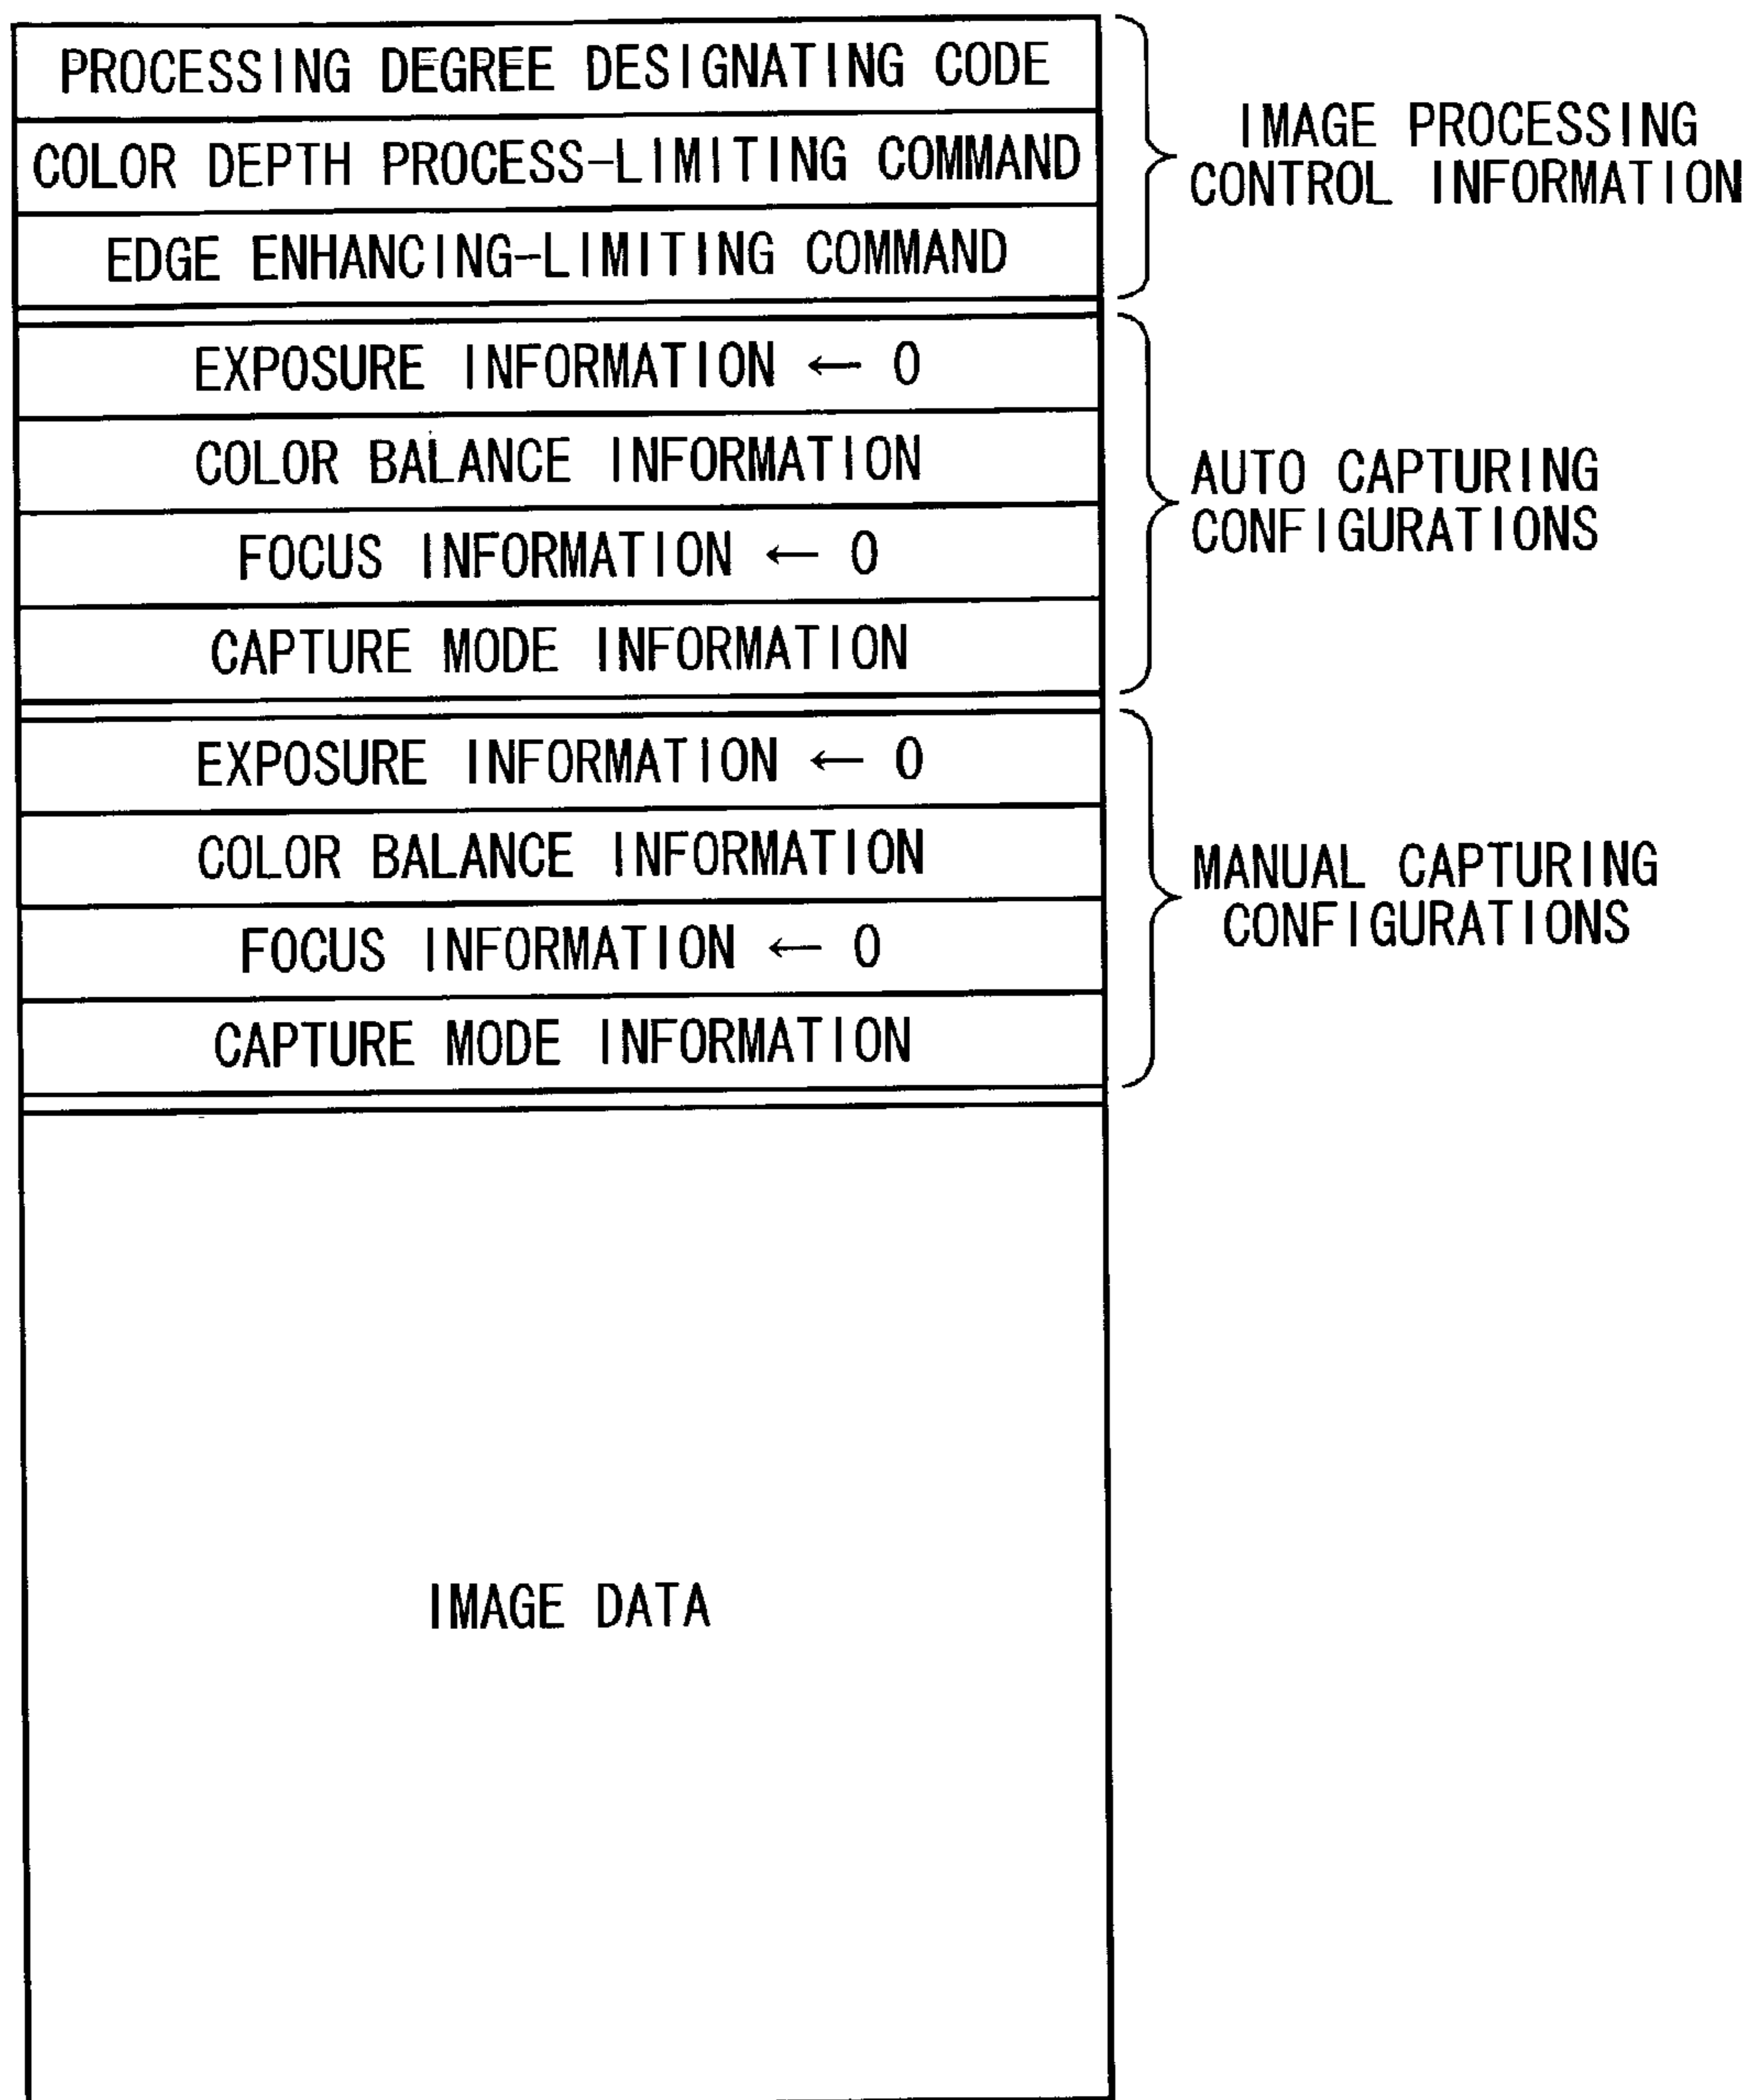 PROCESSING DEGREE DESIGNATING CODE
COLOR DEPTH PROCESS-LIMITING COMMAND
EDGE ENHANCING-LIMITING COMMAND
IMAGE PROCESSING
CONTROL INFORMATION
EXPOSURE INFORMATION ← 0
COLOR BALANCE INFORMATION
FOCUS INFORMATION ← 0
CAPTURE MODE INFORMATION
AUTO CAPTURING
CONFIGURATIONS
EXPOSURE INFORMATION ← 0
COLOR BALANCE INFORMATION
FOCUS INFORMATION ← 0
CAPTURE MODE INFORMATION
MANUAL CAPTURING
CONFIGURATIONS
IMAGE DATA